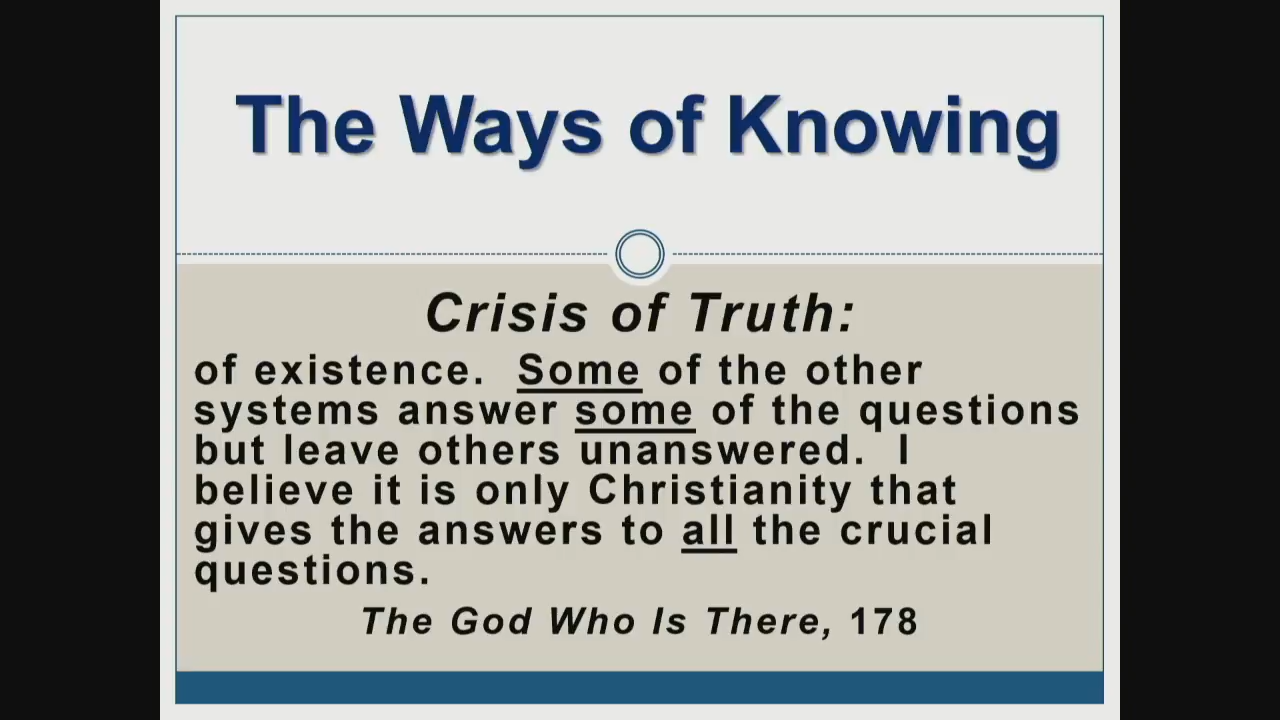 The Ways of Knowing
Crisis of Truth:
of existence.  Some of the other
systems answer some of the questions
but leave others unanswered.  I
believe it is only Christianity that
gives the answers to all the crucial
questions.
The God Who Is There, 178